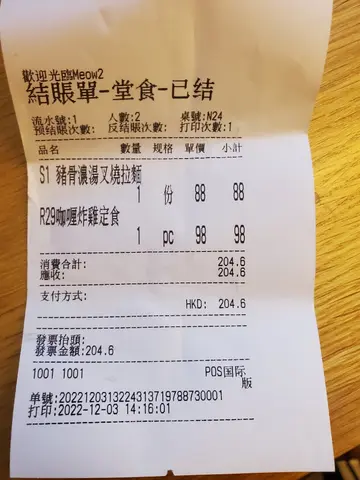 歡迎光臨Meow2
結賬單-堂食-已结
流水號:1 人數:2 桌號:N24
预结賬次數: 反结賬次數: 打印次數:1
品名 數量 規格 單價 小計
S1 豬骨濃湯叉燒拉麵
1 份 88 88
R29咖喱炸雞定食
1 pc 98 98
消費合計: 204.6
應收: 204.6
支付方式:
HKD: 204.6
發票抬頭:
發票金額:204.6
1001 1001 POS国际
版
单號:2022120313224313719788730001
打印:2022-12-03 14:16:01